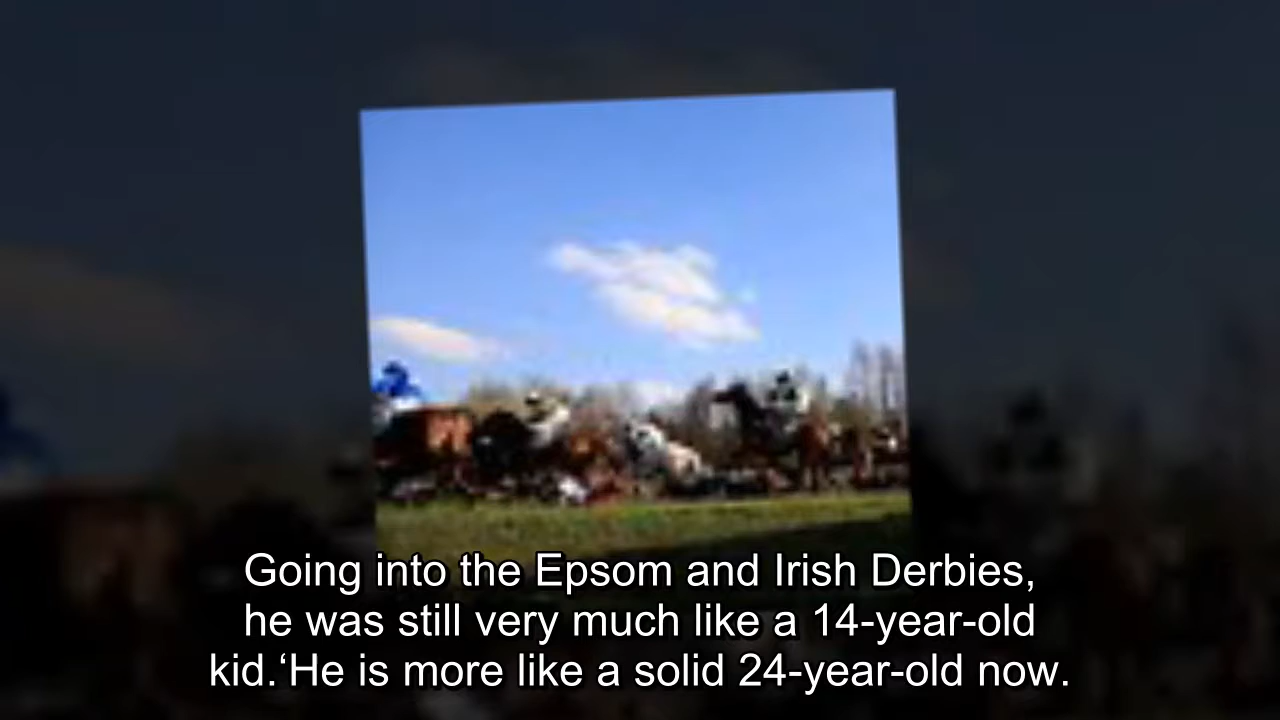 Going into the Epsom and Irish Derbies,
he was still very much like a 14-year-old
kid.‘He is more like a solid 24-year-old now.